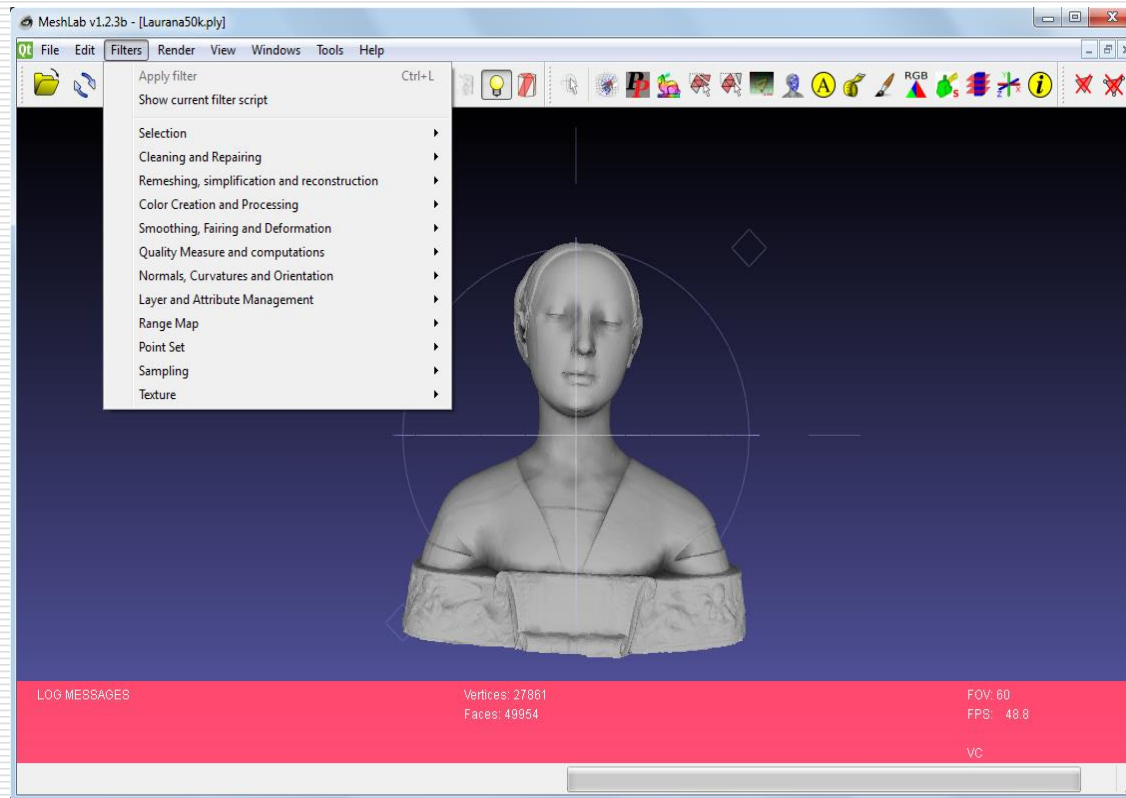 MeshLab v1.2.3b - [Laurana50k.ply]
Qt File Edit Filters Render View Windows Tools Help
Apply filter Ctrl+L
Show current filter script
Selection
Cleaning and Repairing
Remeshing, simplification and reconstruction
Color Creation and Processing
Smoothing, Fairing and Deformation
Quality Measure and computations
Normals, Curvatures and Orientation
Layer and Attribute Management
Range Map
Point Set
Sampling
Texture
PP A RGB s z x i
LOG MESSAGES Vertices: 27861 FOV: 60
Faces: 49954 FPS: 48.8
VC